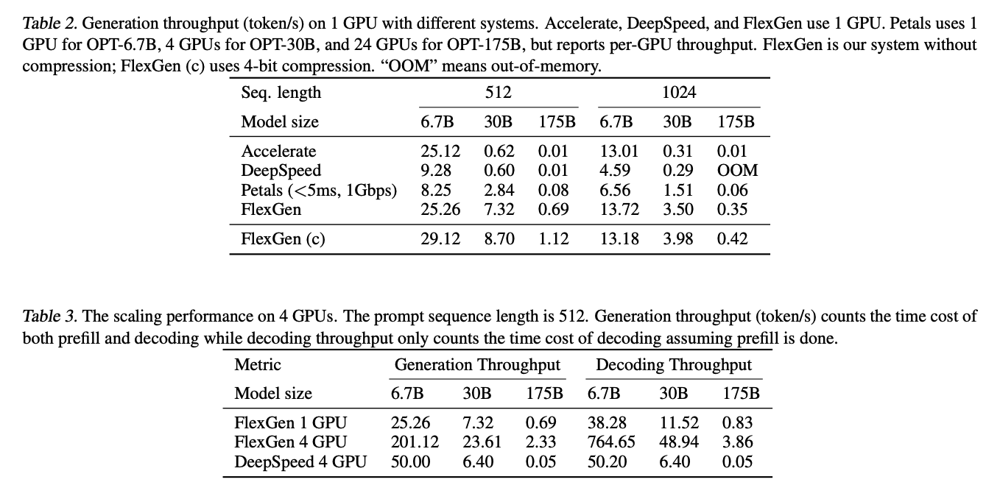 Table 2. Generation throughput (token/s) on 1 GPU with different systems. Accelerate, DeepSpeed, and FlexGen use 1 GPU. Petals uses 1
GPU for OPT-6.7B, 4 GPUs for OPT-30B, and 24 GPUs for OPT-175B, but reports per-GPU throughput. FlexGen is our system without
compression; FlexGen (c) uses 4-bit compression. “OOM” means out-of-memory.
Seq. length 512 1024
Model size 6.7B 30B 175B 6.7B 30B 175B
Accelerate 25.12 0.62 0.01 13.01 0.31 0.01
DeepSpeed 9.28 0.60 0.01 4.59 0.29 OOM
Petals (<5ms, 1Gbps) 8.25 2.84 0.08 6.56 1.51 0.06
FlexGen 25.26 7.32 0.69 13.72 3.50 0.35
FlexGen (c) 29.12 8.70 1.12 13.18 3.98 0.42
Table 3. The scaling performance on 4 GPUs. The prompt sequence length is 512. Generation throughput (token/s) counts the time cost of
both prefill and decoding while decoding throughput only counts the time cost of decoding assuming prefill is done.
Metric Generation Throughput Decoding Throughput
Model size 6.7B 30B 175B 6.7B 30B 175B
FlexGen 1 GPU 25.26 7.32 0.69 38.28 11.52 0.83
FlexGen 4 GPU 201.12 23.61 2.33 764.65 48.94 3.86
DeepSpeed 4 GPU 50.00 6.40 0.05 50.20 6.40 0.05